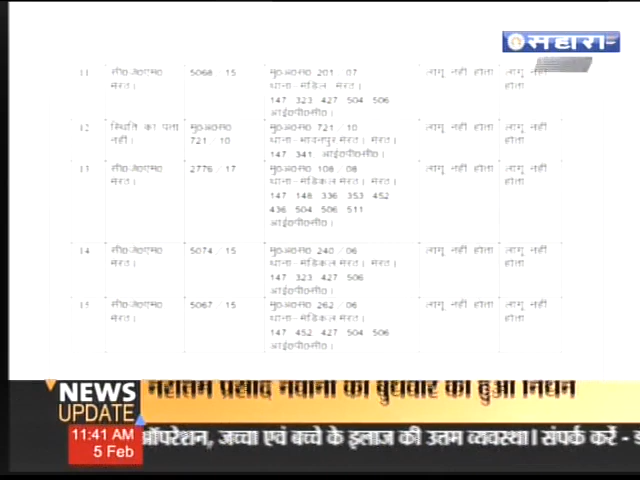 सहारा
11 सी०जे०एम० मेरठ। 5068 / 15 मु०अ०स० 201 / 07 लागू नहीं होता लागू नहीं होता
147 323 427 504 506
आई०पी०सी०।
12 स्थिति का पता नहीं। मु०अ०स० 721 / 10 मु०अ०स० 721 / 10 लागू नहीं होता लागू नहीं होता
थाना - भावनपुर मेरठ। मेरठ।
147 341 आई०पी०सी०।
13 सी०जे०एम० मेरठ। 2776 / 17 मु०अ०स० 108 / 08 लागू नहीं होता लागू नहीं होता
थाना - मेडिकल मेरठ। मेरठ।
147 148 336 353 452
436 504 506 511
आई०पी०सी०।
14 सी०जे०एम० मेरठ। 5074 / 15 मु०अ०स० 240 / 06 लागू नहीं होता लागू नहीं होता
थाना - मेडिकल मेरठ। मेरठ।
147 323 427 506
आई०पी०सी०।
15 सी०जे०एम० मेरठ। 5067 / 15 मु०अ०स० 262 / 06 लागू नहीं होता लागू नहीं होता
थाना - मेडिकल मेरठ।
147 452 427 504 506
आई०पी०सी०।
NEWS
UPDATE
का बुधवार को हुआ निधन
11:41 AM
5 Feb
ऑपरेशन, जच्चा एवं बच्चे के इलाज की उत्तम व्यवस्था। संपर्क करें -